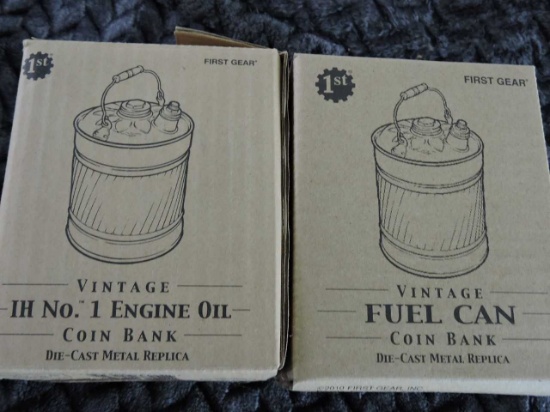 1st
FIRST GEAR®
VINTAGE
IH NO.™ 1 ENGINE OIL
COIN BANK
DIE-CAST METAL REPLICA
1st
FIRST GEAR®
VINTAGE
FUEL CAN
COIN BANK
DIE-CAST METAL REPLICA
©2010 FIRST GEAR, INC.